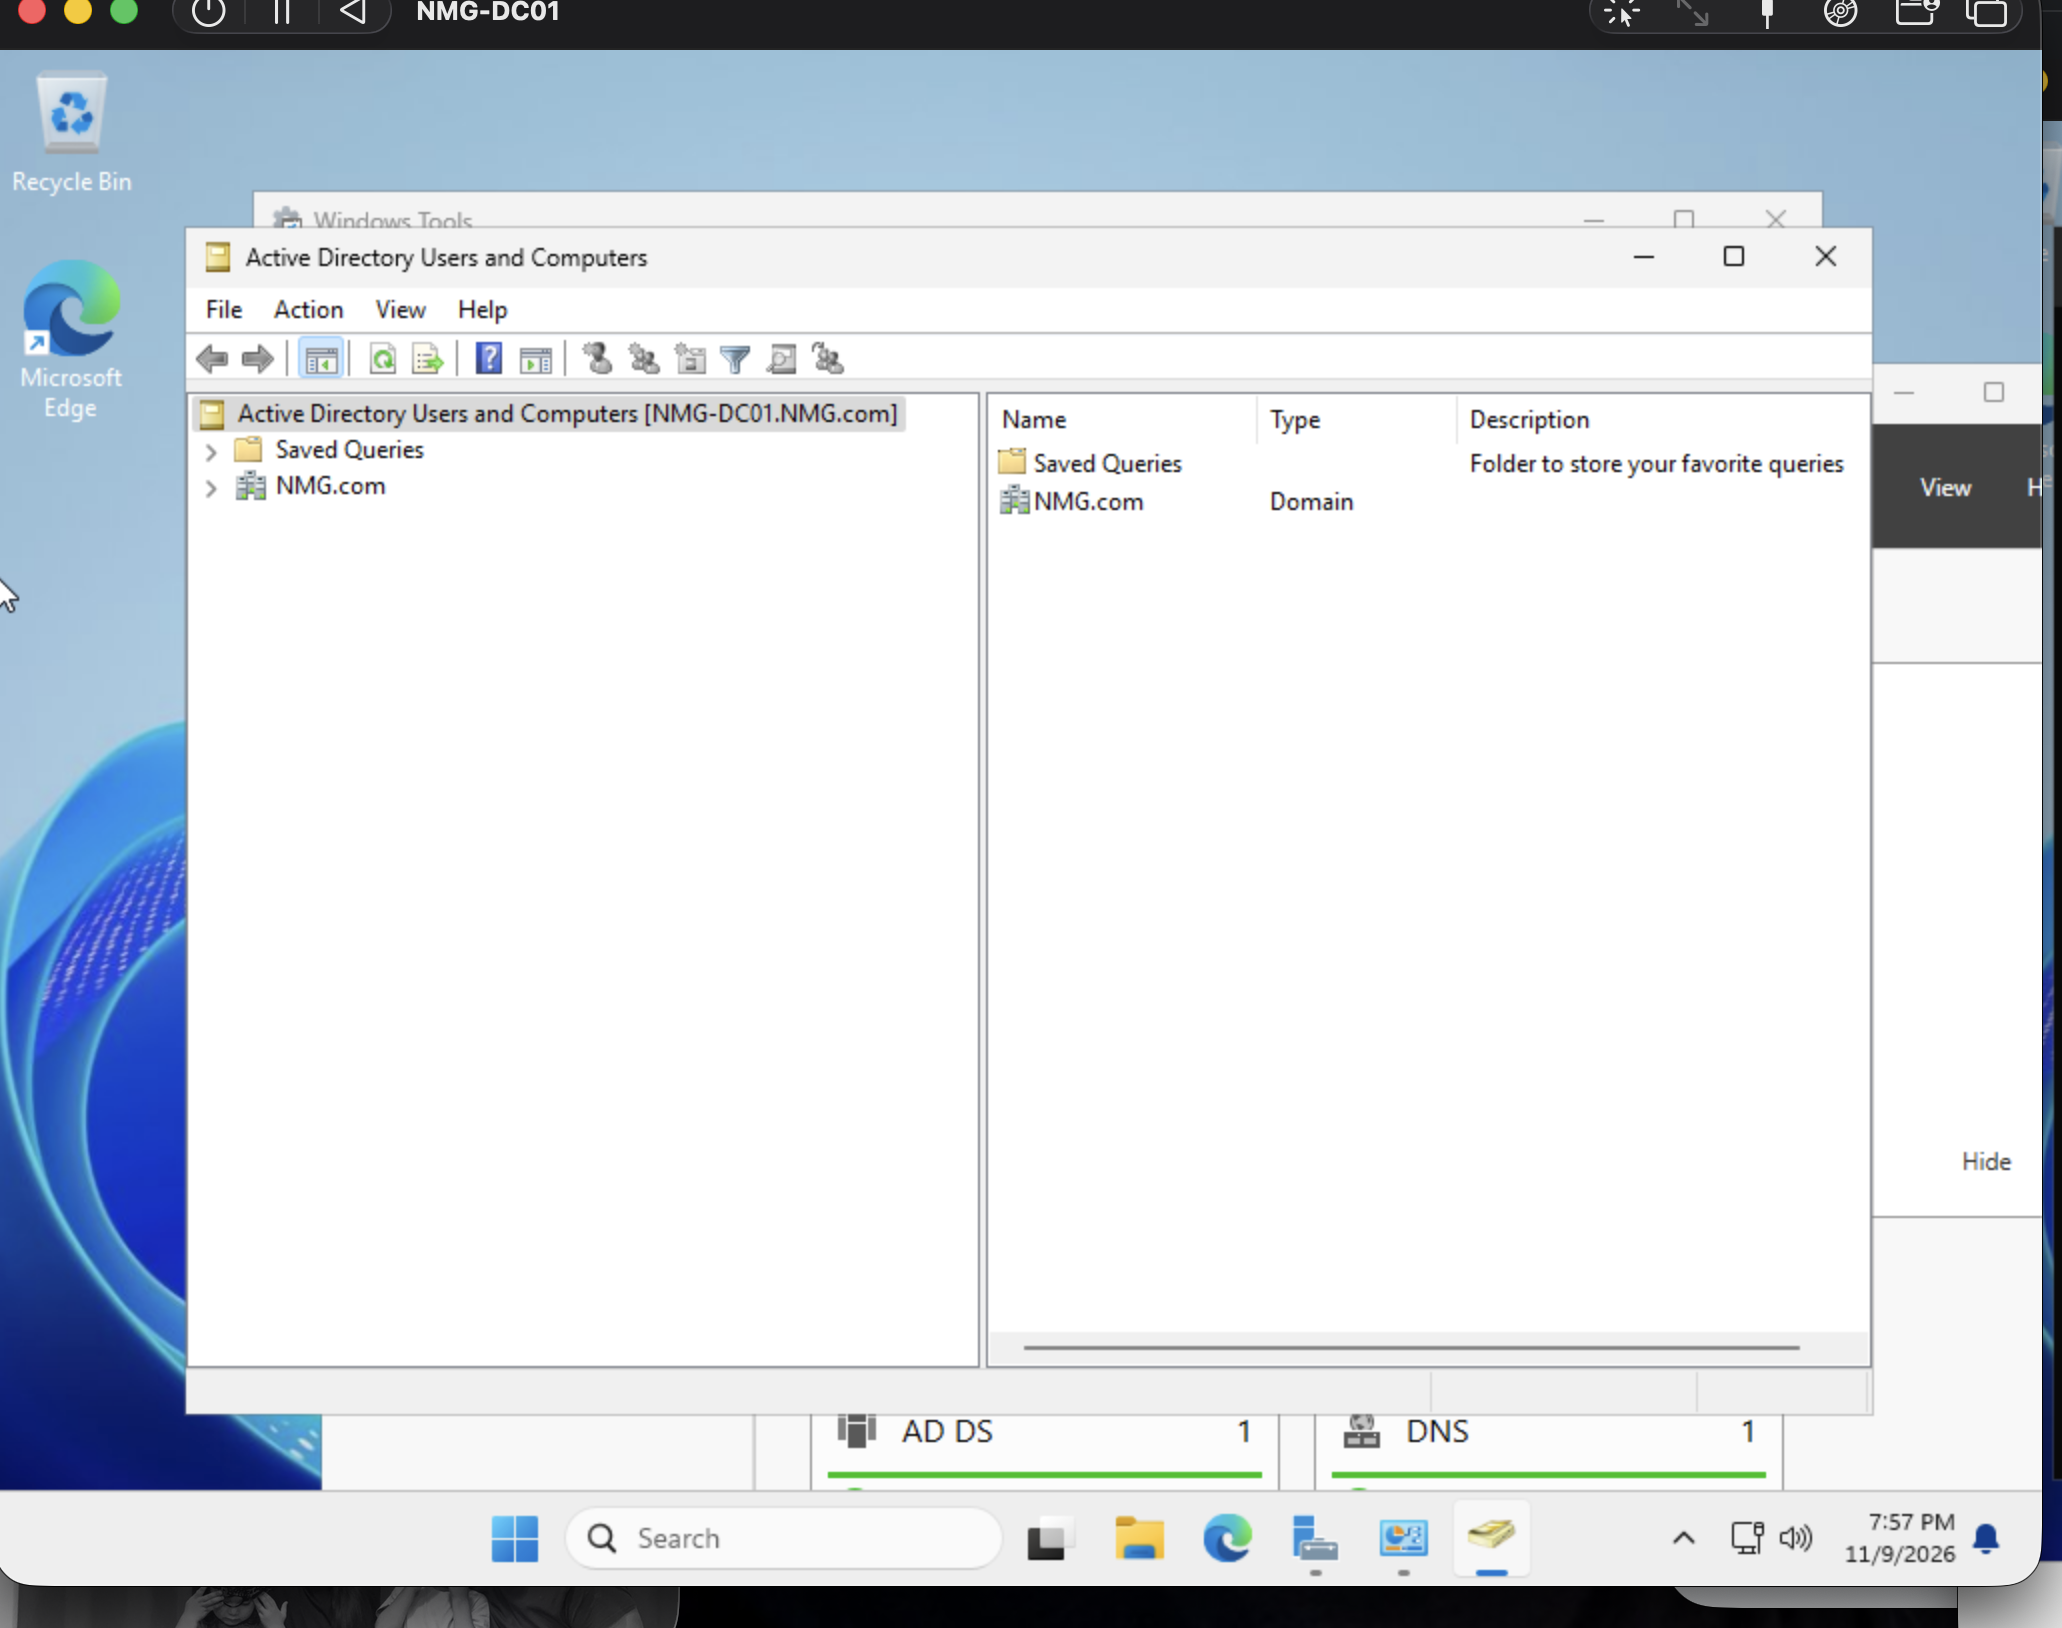 NMG-DC01
Recycle Bin
Microsoft
Edge
Windows Tools
Active Directory Users and Computers
File Action View Help
Active Directory Users and Computers [NMG-DC01.NMG.com]
Saved Queries
NMG.com
Name Type Description
Saved Queries Folder to store your favorite queries
NMG.com Domain
View
Hide
AD DS 1
DNS 1
Search
7:57 PM
11/9/2026